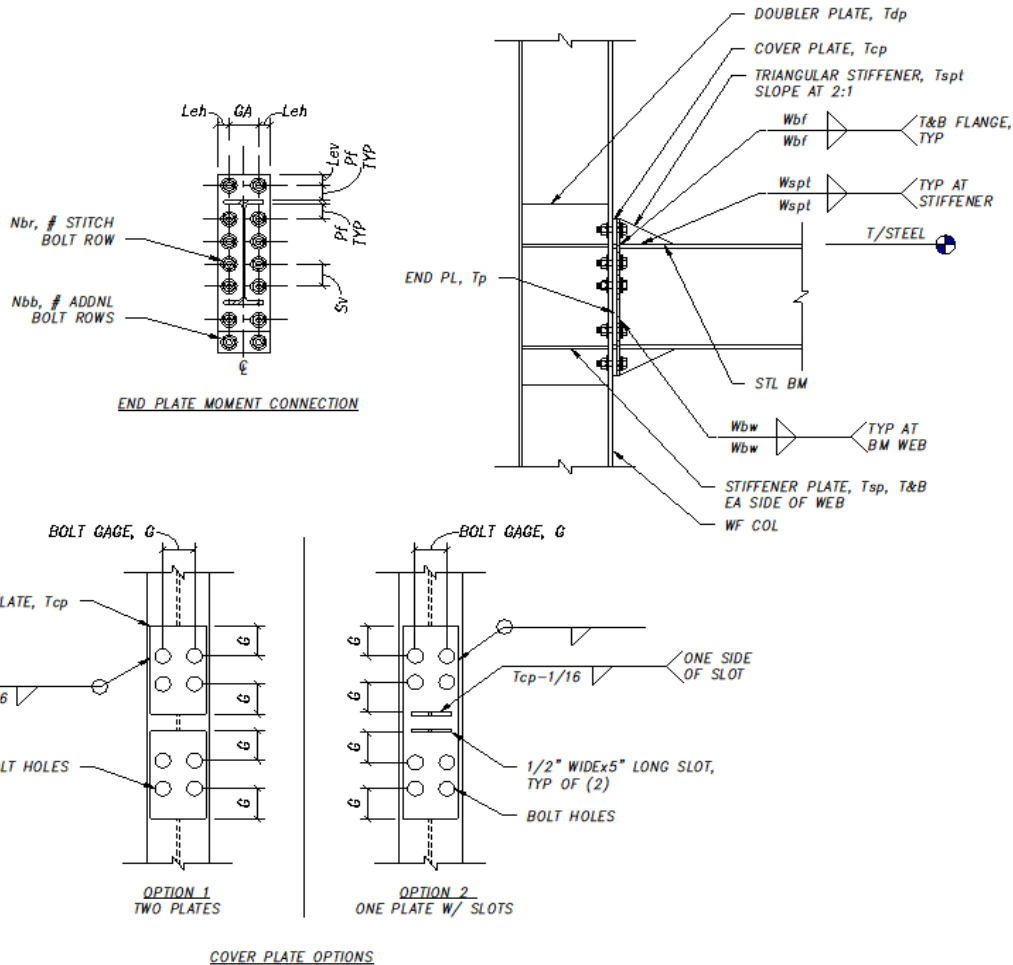 DOUBLER PLATE, Tdp
COVER PLATE, Tcp
TRIANGULAR STIFFENER, Tspt
SLOPE AT 2:1
Wbf
Wbf
T&B FLANGE,
TYP
Wspt
Wspt
TYP AT
STIFFENER
T/STEEL
END PL, Tp
STL BM
Wbw
Wbw
TYP AT
BM WEB
STIFFENER PLATE, Tsp, T&B
EA SIDE OF WEB
WF COL
Leh
GA
Leh
Lev
Pf
TYP
Pf
TYP
Sv
Nbr, # STITCH
BOLT ROW
Nbb, # ADDNL
BOLT ROWS
℄
END PLATE MOMENT CONNECTION
BOLT GAGE, G
LATE, Tcp
6
LT HOLES
G
G
G
G
OPTION 1
TWO PLATES
BOLT GAGE, G
G
G
G
G
Tcp-1/16
ONE SIDE
OF SLOT
1/2" WIDEx5" LONG SLOT,
TYP OF (2)
BOLT HOLES
OPTION 2
ONE PLATE W/ SLOTS
COVER PLATE OPTIONS